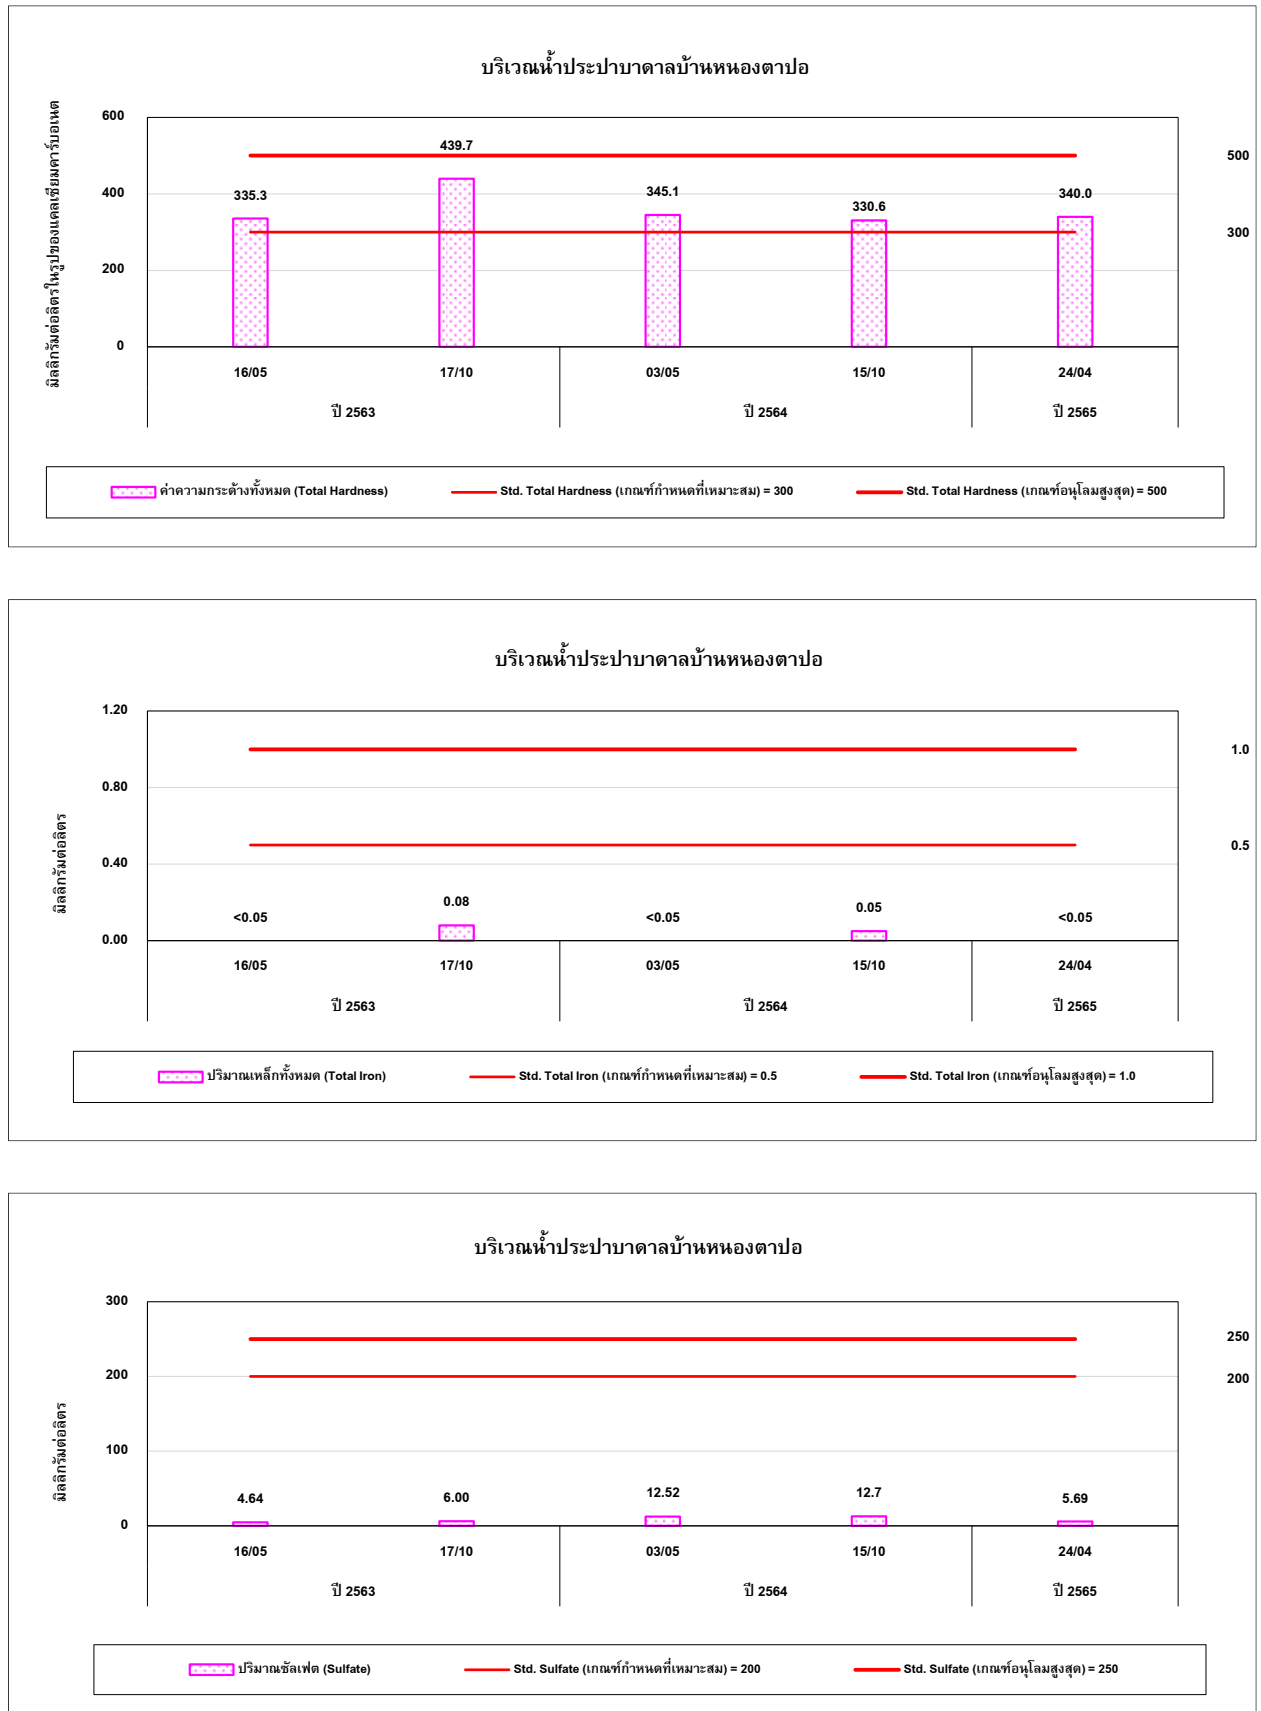 บริเวณน้ำประปาบาดาลบ้านหนองตาปอ
มิลลิกรัมต่อลิตรในรูปของแคลเซียมคาร์บอเนต
600
400
200
0
335.3
439.7
345.1
330.6
340.0
500
300
16/05
17/10
03/05
15/10
24/04
ปี 2563
ปี 2564
ปี 2565
ค่าความกระด้างทั้งหมด (Total Hardness)
Std. Total Hardness (เกณฑ์กำหนดที่เหมาะสม) = 300
Std. Total Hardness (เกณฑ์อนุโลมสูงสุด) = 500
บริเวณน้ำประปาบาดาลบ้านหนองตาปอ
มิลลิกรัมต่อลิตร
1.20
0.80
0.40
0.00
<0.05
0.08
<0.05
0.05
<0.05
1.0
0.5
16/05
17/10
03/05
15/10
24/04
ปี 2563
ปี 2564
ปี 2565
ปริมาณเหล็กทั้งหมด (Total Iron)
Std. Total Iron (เกณฑ์กำหนดที่เหมาะสม) = 0.5
Std. Total Iron (เกณฑ์อนุโลมสูงสุด) = 1.0
บริเวณน้ำประปาบาดาลบ้านหนองตาปอ
มิลลิกรัมต่อลิตร
300
200
100
0
4.64
6.00
12.52
12.7
5.69
250
200
16/05
17/10
03/05
15/10
24/04
ปี 2563
ปี 2564
ปี 2565
ปริมาณซัลเฟต (Sulfate)
Std. Sulfate (เกณฑ์กำหนดที่เหมาะสม) = 200
Std. Sulfate (เกณฑ์อนุโลมสูงสุด) = 250